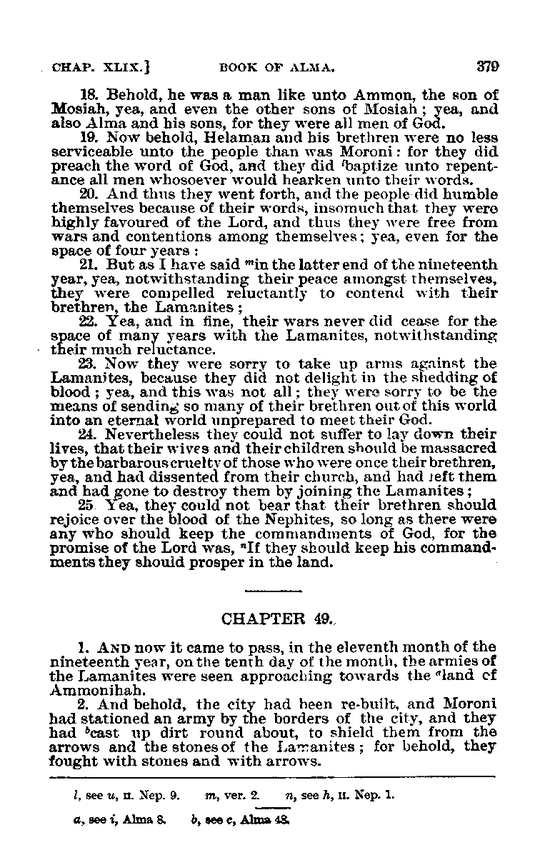 CHAP. XLIX.] BOOK OF ALMA. 379
18. Behold, he was a man like unto Ammon, the son of
Mosiah, yea, and even the other sons of Mosiah ; yea, and
also Alma and his sons, for they were all men of God.
19. Now behold, Helaman and his brethren were no less
serviceable unto the people than was Moroni : for they did
preach the word of God, and they did ˡbaptize unto repent-
ance all men whosoever would hearken unto their words.
20. And thus they went forth, and the people did humble
themselves because of their words, insomuch that they were
highly favoured of the Lord, and thus they were free from
wars and contentions among themselves ; yea, even for the
space of four years :
21. But as I have said ᵐin the latter end of the nineteenth
year, yea, notwithstanding their peace amongst themselves,
they were compelled reluctantly to contend with their
brethren, the Lamanites ;
22. Yea, and in fine, their wars never did cease for the
space of many years with the Lamanites, notwithstanding
their much reluctance.
23. Now they were sorry to take up arms against the
Lamanites, because they did not delight in the shedding of
blood ; yea, and this was not all ; they were sorry to be the
means of sending so many of their brethren out of this world
into an eternal world unprepared to meet their God.
24. Nevertheless they could not suffer to lay down their
lives, that their wives and their children should be massacred
by the barbarous cruelty of those who were once their brethren,
yea, and had dissented from their church, and had left them
and had gone to destroy them by joining the Lamanites ;
25 Yea, they could not bear that their brethren should
rejoice over the blood of the Nephites, so long as there were
any who should keep the commandments of God, for the
promise of the Lord was, ⁿIf they should keep his command-
ments they should prosper in the land.
CHAPTER 49.
1. AND now it came to pass, in the eleventh month of the
nineteenth year, on the tenth day of the month, the armies of
the Lamanites were seen approaching towards the ᵃland of
Ammonihah.
2. And behold, the city had been re-built, and Moroni
had stationed an army by the borders of the city, and they
had ᵇcast up dirt round about, to shield them from the
arrows and the stones of the Lamanites ; for behold, they
fought with stones and with arrows.
l, see u, II. Nep. 9. m, ver. 2. n, see h, II. Nep. 1.
a, see i, Alma 8. b, see c, Alma 48.